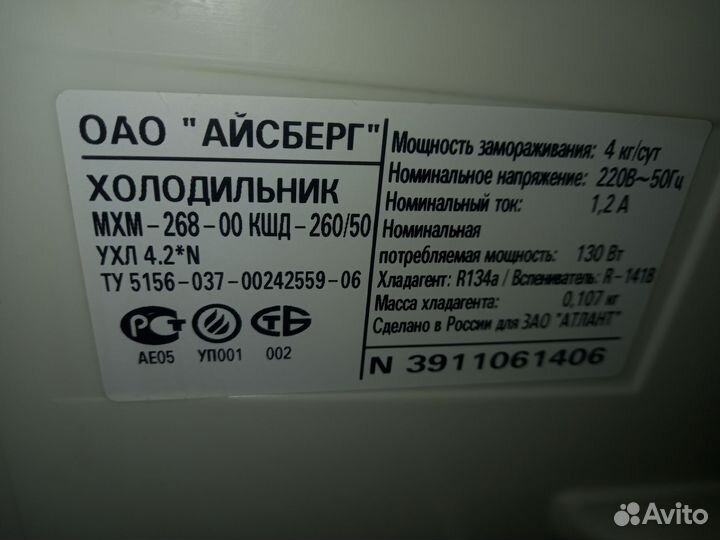 ОАО "АЙСБЕРГ"
ХОЛОДИЛЬНИК
МХМ-268-00 КШД-260/50
УХЛ 4.2*N
ТУ 5156-037-00242559-06
АЕ05 УП001 002
Мощность замораживания: 4 кг/сут
Номинальное напряжение: 220В~50Гц
Номинальный ток: 1,2 А
Номинальная
потребляемая мощность: 130 Вт
Хладагент: R134a / Вспениватель: R-141B
Масса хладагента: 0,107 кг
Сделано в России для ЗАО "АТЛАНТ"
N 3911061406
Avito